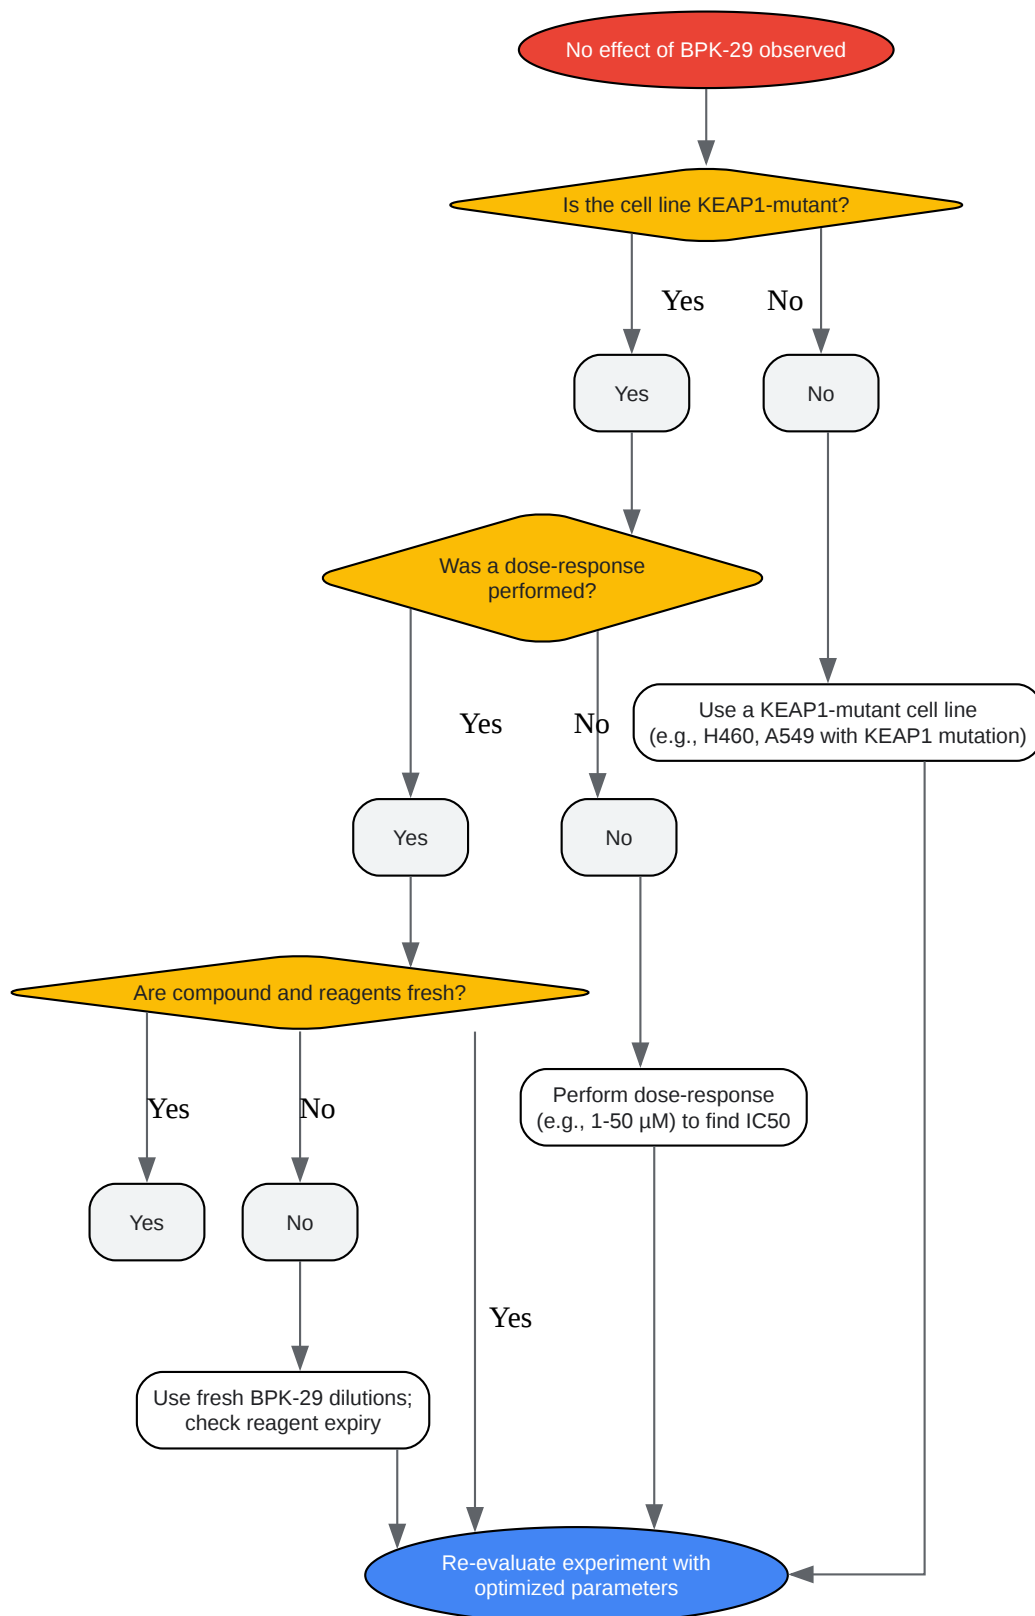 No effect of BPK-29 observed
Is the cell line KEAP1-mutant?
Yes
No
Yes
No
Was a dose-response
performed?
Yes
No
Use a KEAP1-mutant cell line
(e.g., H460, A549 with KEAP1 mutation)
Yes
No
Are compound and reagents fresh?
Yes
No
Perform dose-response
(e.g., 1-50 µM) to find IC50
Yes
No
Yes
Use fresh BPK-29 dilutions;
check reagent expiry
Re-evaluate experiment with
optimized parameters